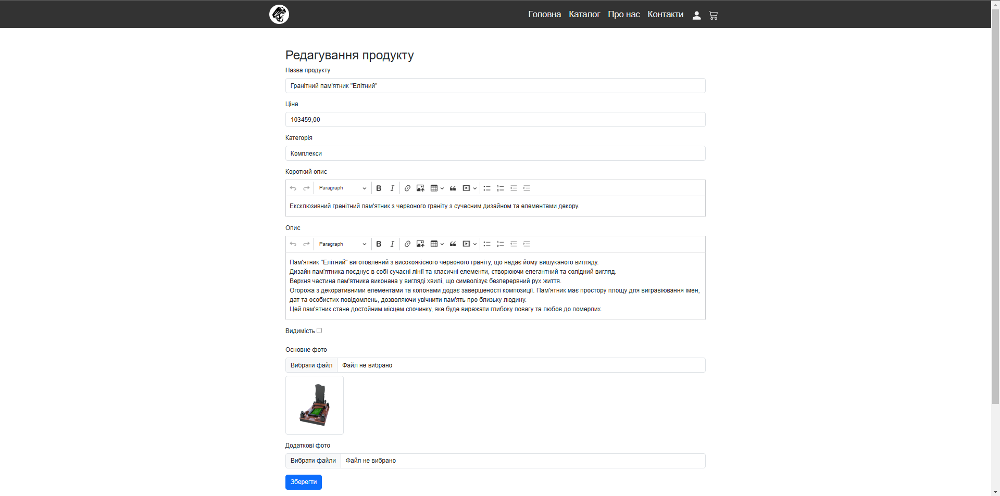 Головна Каталог Про нас Контакти
Редагування продукту
Назва продукту
Гранітний пам'ятник "Елітний"
Ціна
103459,00
Категорія
Комплекси
Короткий опис
Paragraph B I
Ексклюзивний гранітний пам'ятник з червоного граніту з сучасним дизайном та елементами декору.
Опис
Paragraph B I
Пам'ятник "Елітний" виготовлений з високоякісного червоного граніту, що надає йому вишуканого вигляду.
Дизайн пам'ятника поєднує в собі сучасні лінії та класичні елементи, створюючи елегантний та солідний вигляд.
Верхня частина пам'ятника виконана у вигляді хвилі, що символізує безперервний рух життя.
Огорожа з декоративними елементами та колонами додає завершеності композиції. Пам'ятник має простору площу для вигравіювання імен,
дат та особистих повідомлень, дозволяючи увічнити пам'ять про близьку людину.
Цей пам'ятник стане достойним місцем спочинку, яке буде виражати глибоку повагу та любов до померлих.
Видимість
Основне фото
Вибрати файл Файл не вибрано
Додаткові фото
Вибрати файли Файл не вибрано
Зберегти